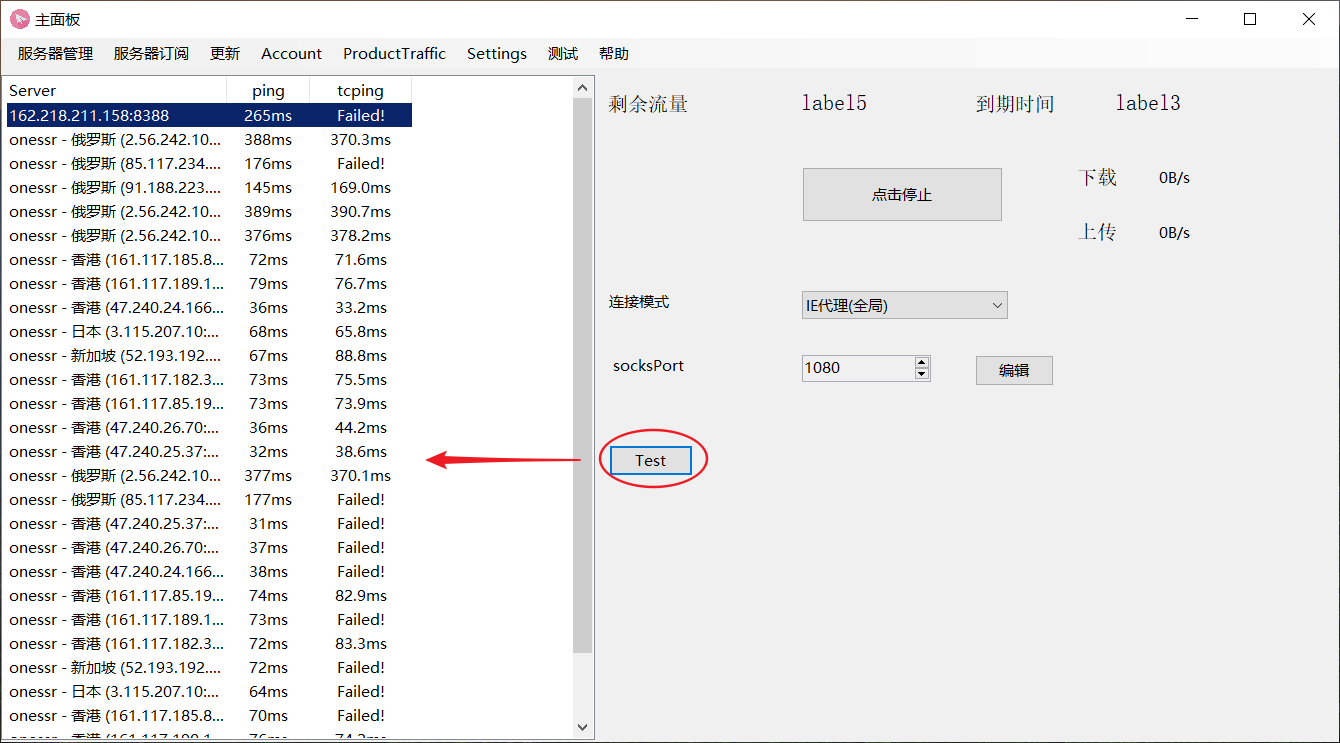 主面板
服务器管理 服务器订阅 更新 Account ProductTraffic Settings 测试 帮助
Server ping tcping
162.218.211.158:8388 265ms Failed!
onessr - 俄罗斯 (2.56.242.10... 388ms 370.3ms
onessr - 俄罗斯 (85.117.234.... 176ms Failed!
onessr - 俄罗斯 (91.188.223.... 145ms 169.0ms
onessr - 俄罗斯 (2.56.242.10... 389ms 390.7ms
onessr - 俄罗斯 (2.56.242.10... 376ms 378.2ms
onessr - 香港 (161.117.185.8... 72ms 71.6ms
onessr - 香港 (161.117.189.1... 79ms 76.7ms
onessr - 香港 (47.240.24.166... 36ms 33.2ms
onessr - 日本 (3.115.207.10:... 68ms 65.8ms
onessr - 新加坡 (52.193.192.... 67ms 88.8ms
onessr - 香港 (161.117.182.3... 73ms 75.5ms
onessr - 香港 (161.117.85.19... 73ms 73.9ms
onessr - 香港 (47.240.26.70:... 36ms 44.2ms
onessr - 香港 (47.240.25.37:... 32ms 38.6ms
onessr - 俄罗斯 (2.56.242.10... 377ms 370.1ms
onessr - 俄罗斯 (85.117.234.... 177ms Failed!
onessr - 香港 (47.240.25.37:... 31ms Failed!
onessr - 香港 (47.240.26.70:... 37ms Failed!
onessr - 香港 (47.240.24.166... 38ms Failed!
onessr - 香港 (161.117.85.19... 74ms 82.9ms
onessr - 香港 (161.117.189.1... 73ms Failed!
onessr - 香港 (161.117.182.3... 72ms 83.3ms
onessr - 新加坡 (52.193.192.... 72ms Failed!
onessr - 日本 (3.115.207.10:... 64ms Failed!
onessr - 香港 (161.117.185.8... 70ms Failed!
剩余流量 label5 到期时间 label3
点击停止
下载 0B/s
上传 0B/s
连接模式 IE代理(全局)
socksPort 1080 编辑
Test